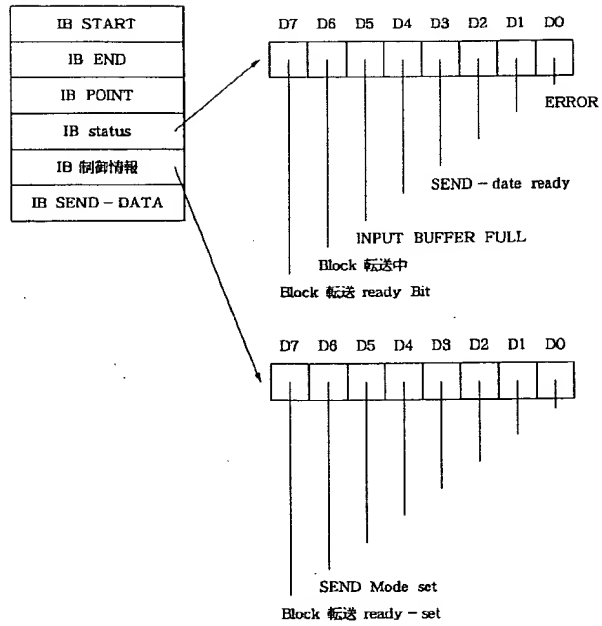 IB START
IB END
IB POINT
IB status
IB 制御情報
IB SEND-DATA
D7 D6 D5 D4 D3 D2 D1 D0
ERROR
SEND-date ready
INPUT BUFFER FULL
Block 転送中
Block 転送 ready Bit
D7 D6 D5 D4 D3 D2 D1 D0
SEND Mode set
Block 転送 ready-set